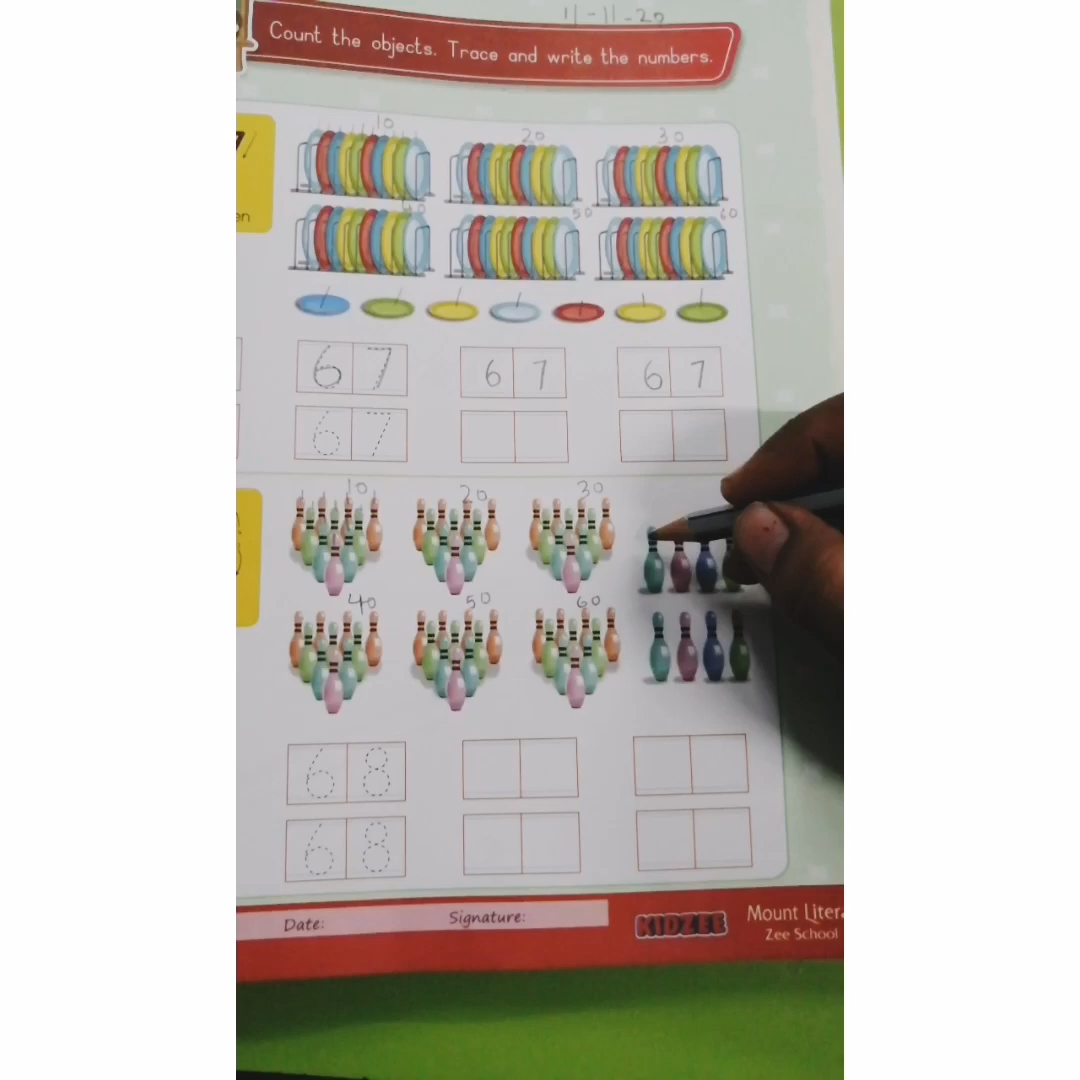 11-11-20
Count the objects. Trace and write the numbers.
10 20 30
en
40 50 60
6 7 6 7 6 7
6 7
10 20 30
40 50 60
6 8
6 8
Date: Signature: KIDZEE Mount Litera
Zee School